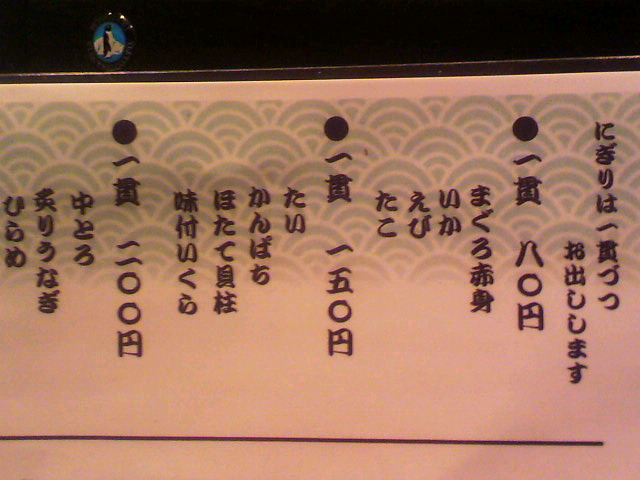 にぎりは一貫づつ
お出しします
●一貫 八〇円
まぐろ赤身
いか
えび
たこ
●一貫 一五〇円
たい
かんぱち
ほたて貝柱
味付いくら
●一貫 二〇〇円
中とろ
炙りうなぎ
ひらめ